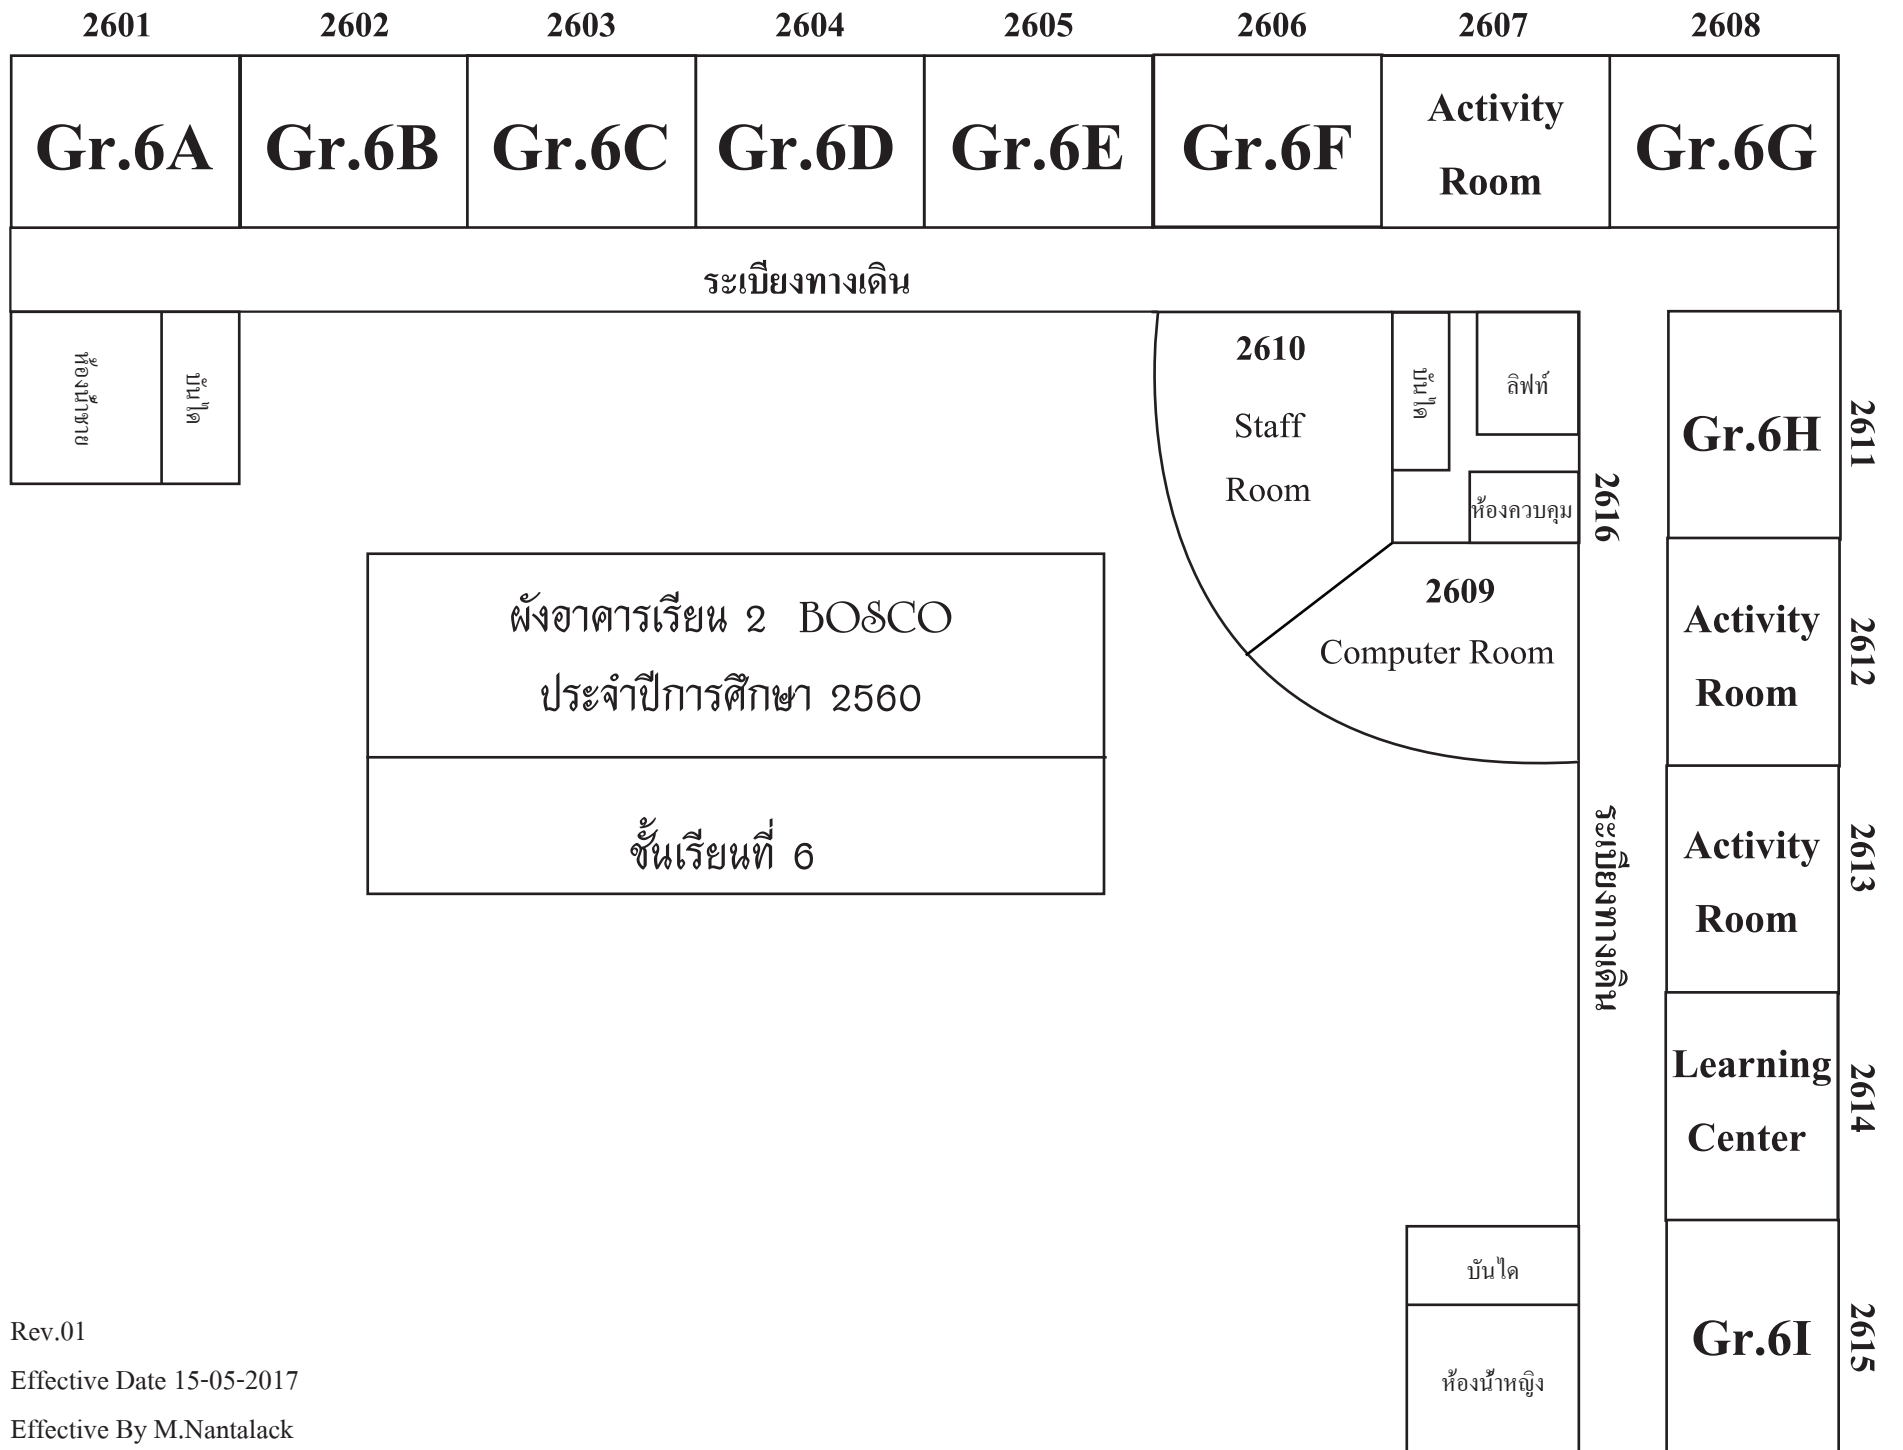 2601 2602 2603 2604 2605 2606 2607 2608
Gr.6A Gr.6B Gr.6C Gr.6D Gr.6E Gr.6F
Activity
Room
Gr.6G
ระเบียงทางเดิน
ห้องน้ำชาย
บันได
2610
Staff
Room
บันได
ลิฟท์
ห้องควบคุม
2616
Gr.6H
2611
ผังอาคารเรียน 2 BOSCO
ประจำปีการศึกษา 2560
ชั้นเรียนที่ 6
2609
Computer Room
Activity
Room
2612
ระเบียงทางเดิน
Activity
Room
2613
Learning
Center
2614
บันได
ห้องน้ำหญิง
Gr.6I
2615
Rev.01
Effective Date 15-05-2017
Effective By M.Nantalack